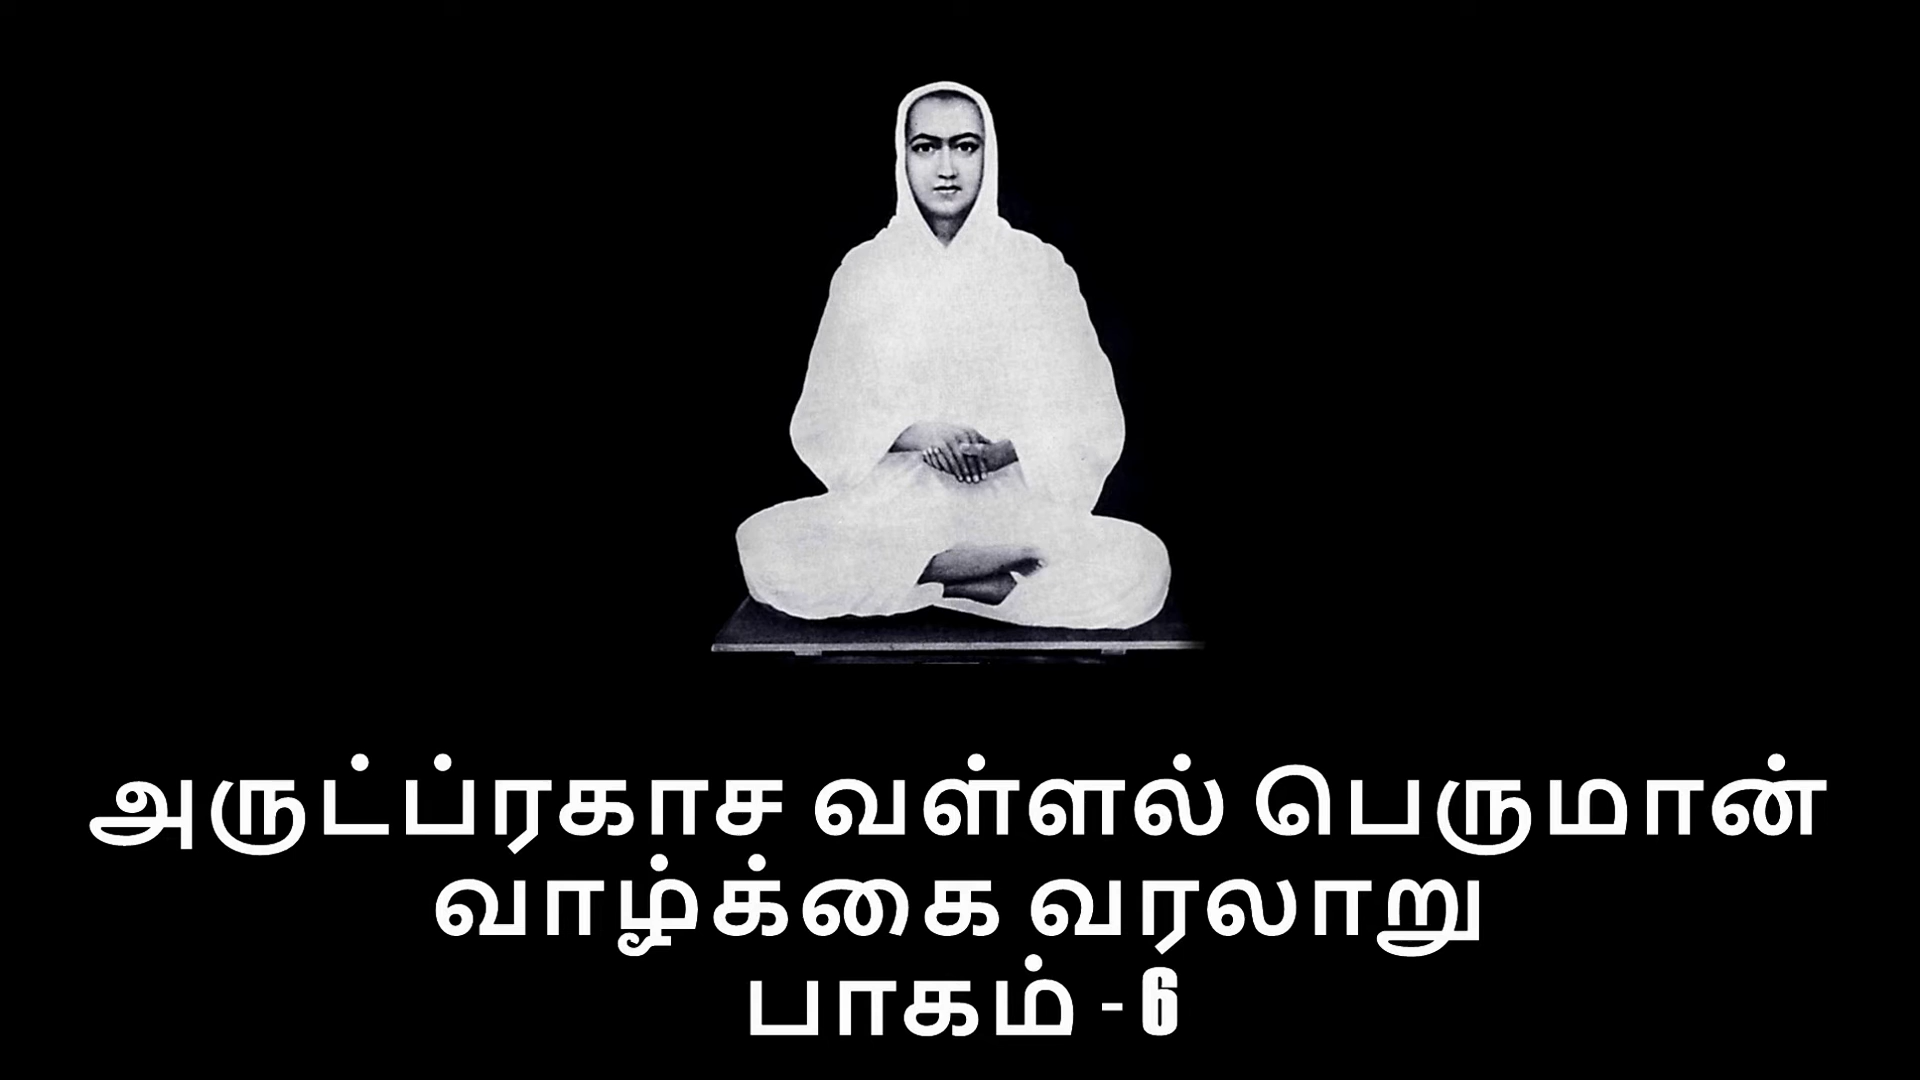 அருட்ப்ரகாச வள்ளல் பெருமான்
வாழ்க்கை வரலாறு
பாகம் - 6